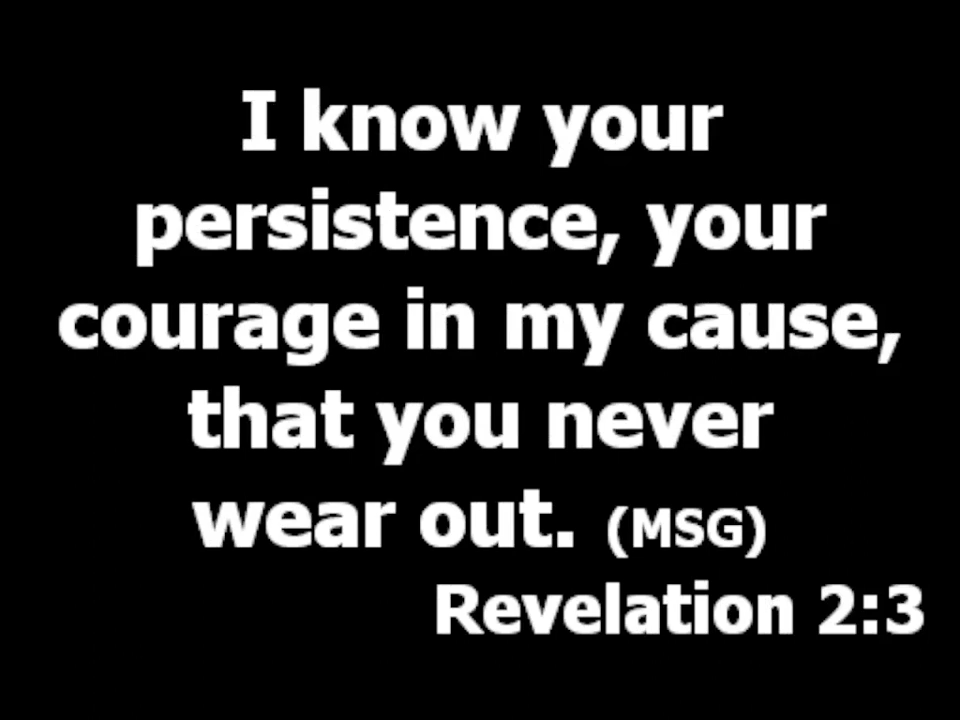 I know your
persistence, your
courage in my cause,
that you never
wear out. (MSG)
Revelation 2:3